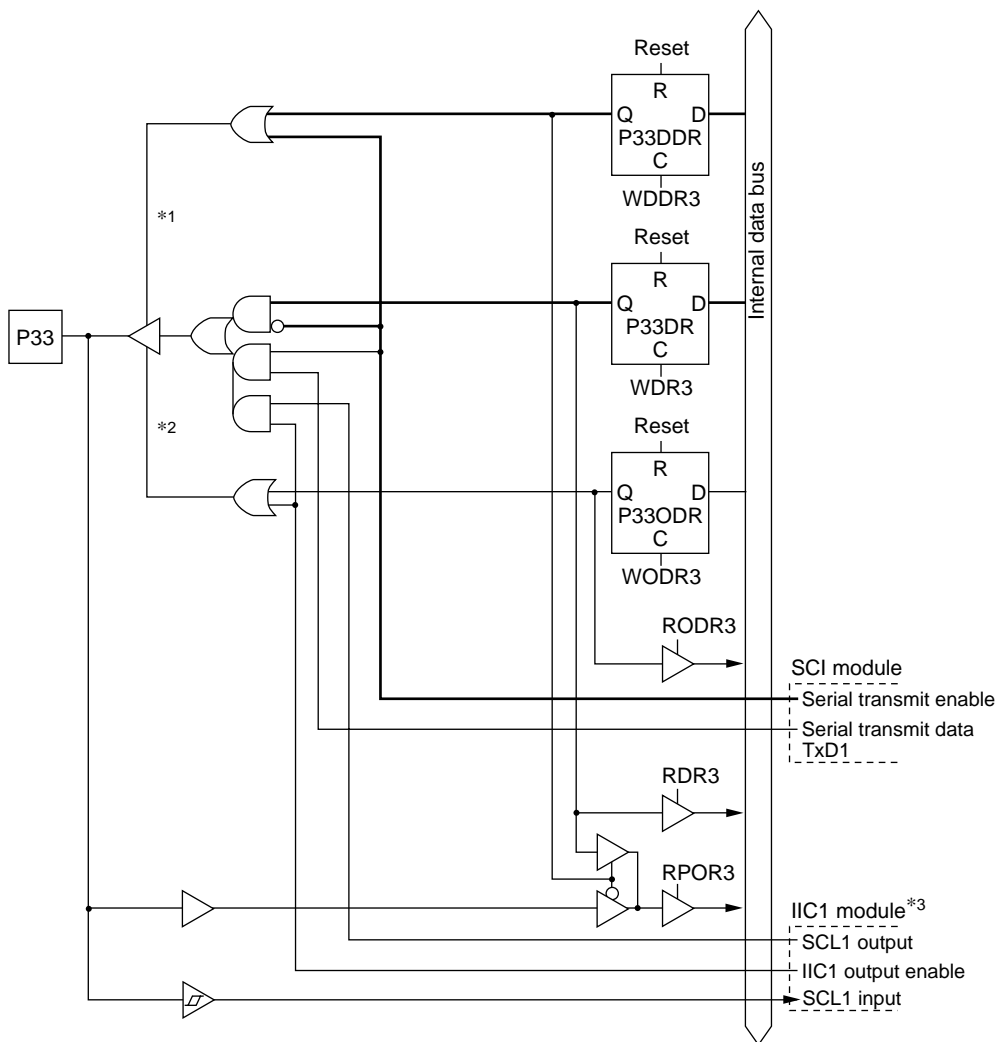 Reset
R
Q D
P33DDR
C
WDDR3
*1
Internal data bus
Reset
R
Q D
P33DR
C
WDR3
P33
*2
Reset
R
Q D
P33ODR
C
WODR3
RODR3
SCI module
Serial transmit enable
Serial transmit data
TxD1
RDR3
RPOR3
IIC1 module*3
SCL1 output
IIC1 output enable
SCL1 input